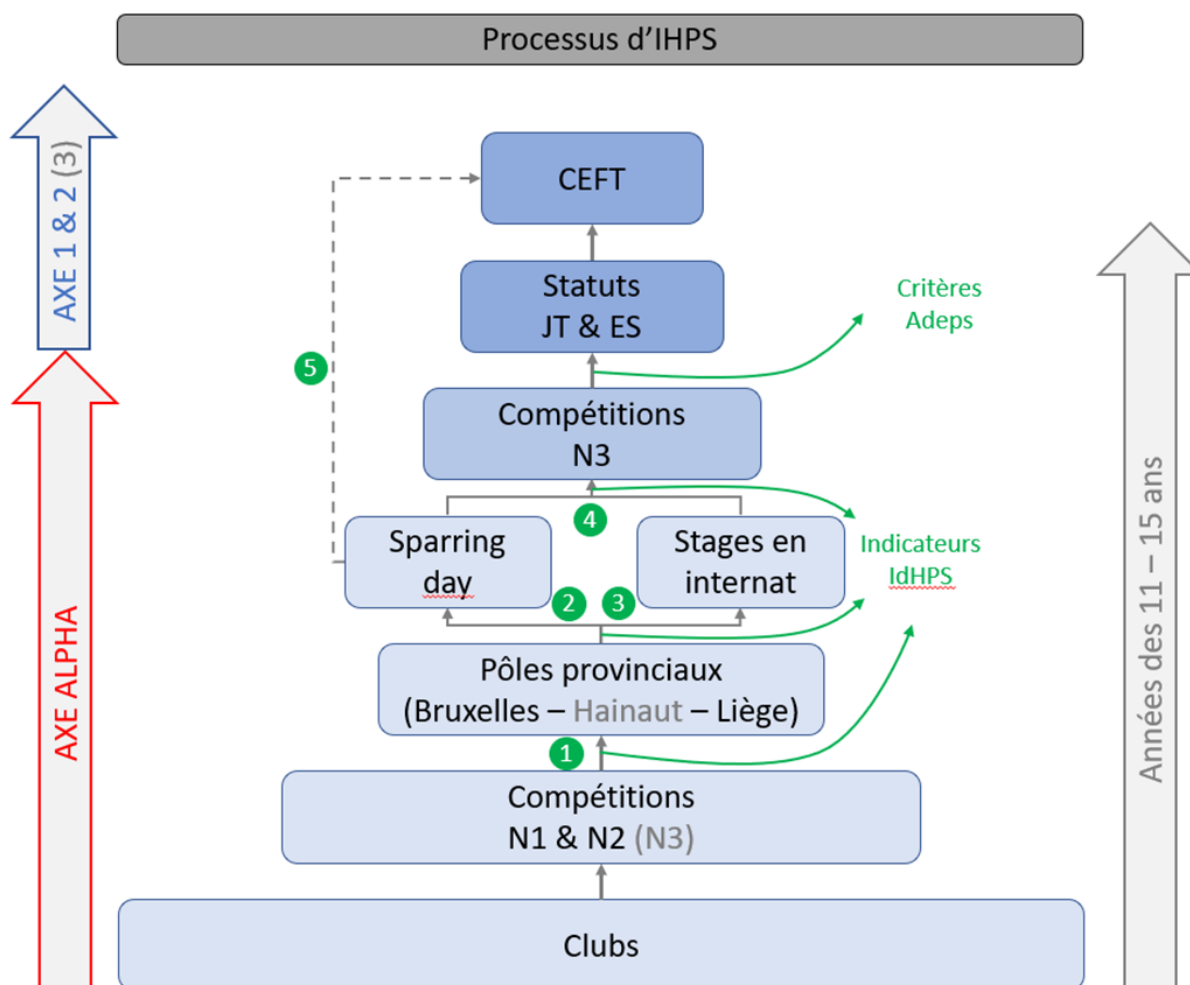 Processus d’IHPS
AXE 1 & 2 (3)
CEFT
Statuts
JT & ES
Critères
Adeps
5
Compétitions
N3
4
Sparring
day
Stages en
internat
Indicateurs
IdHPS
2
3
Pôles provinciaux
(Bruxelles – Hainaut – Liège)
1
Compétitions
N1 & N2 (N3)
Clubs
AXE ALPHA
Années des 11 – 15 ans